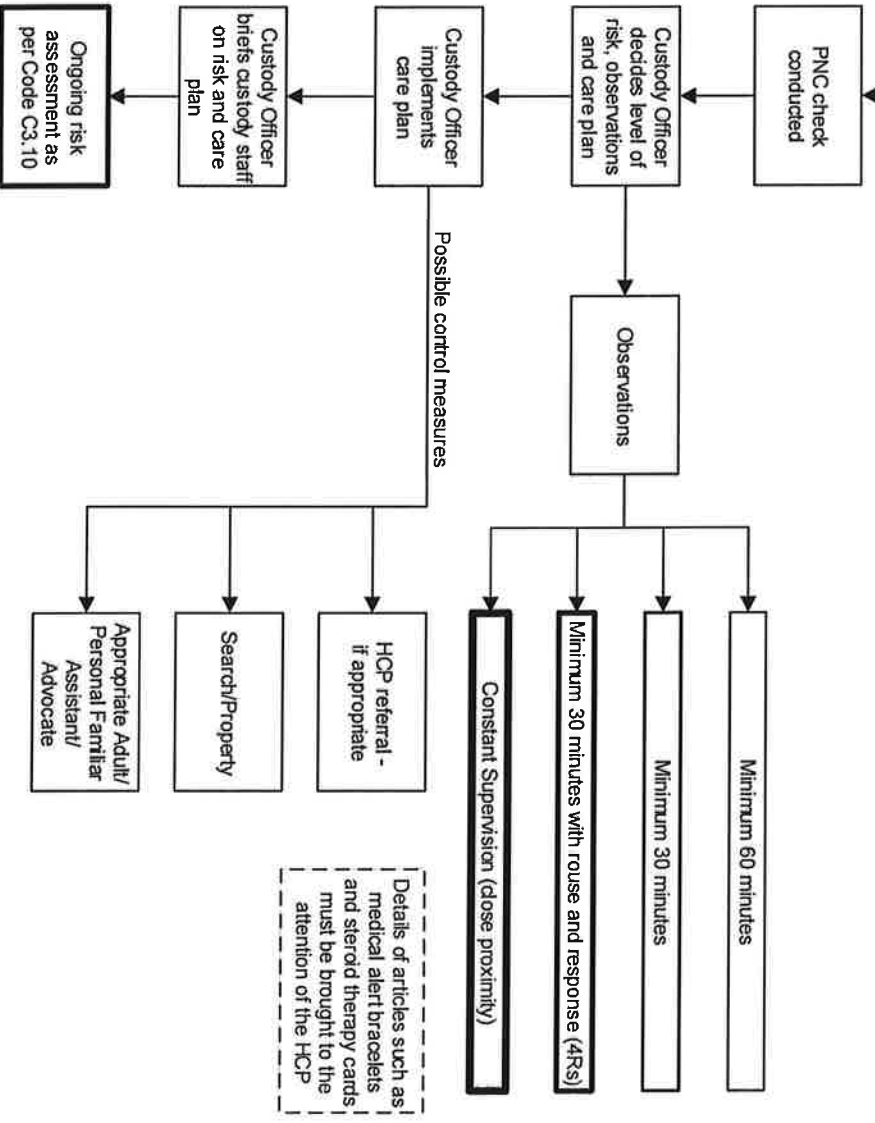 PNC check
conducted
Custody Officer
decides level of
risk, observations
and care plan
Custody Officer
implements
care plan
Custody Officer
briefs custody staff
on risk and care
plan
Ongoing risk
assessment as
per Code C3.10
Observations
Minimum 60 minutes
Minimum 30 minutes
Minimum 30 minutes with rouse and response (4Rs)
Constant Supervision (close proximity)
Possible control measures
HCP referral -
if appropriate
Search/Property
Appropriate Adult/
Personal Familiar
Assistant/
Advocate
Details of articles such as
medical alert bracelets
and steroid therapy cards
must be brought to the
attention of the HCP